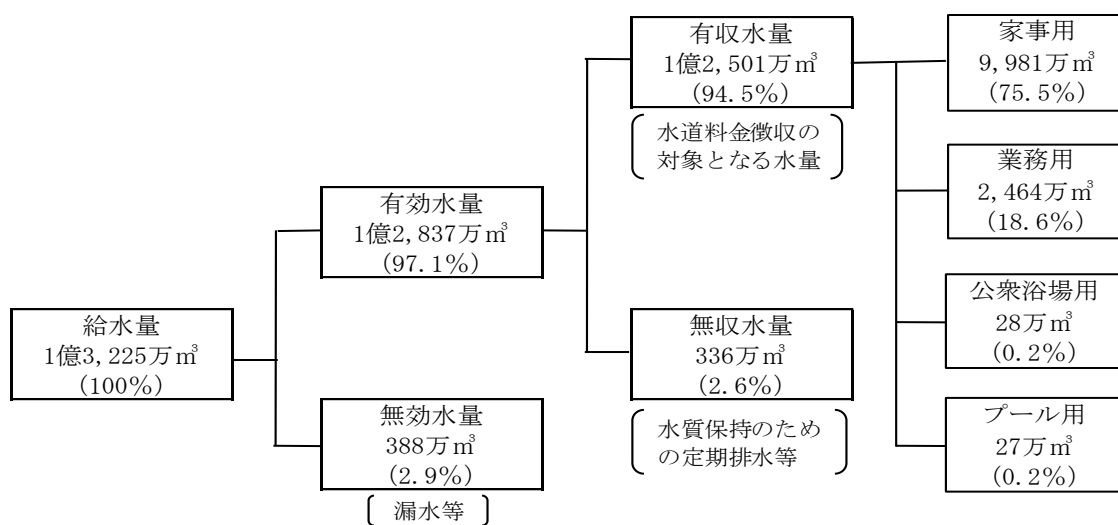 給水量
1億3,225万㎥
(100%)
有効水量
1億2,837万㎥
(97.1%)
無効水量
388万㎥
(2.9%)
漏水等
有収水量
1億2,501万㎥
(94.5%)
水道料金徴収の
対象となる水量
無収水量
336万㎥
(2.6%)
水質保持のため
の定期排水等
家事用
9,981万㎥
(75.5%)
業務用
2,464万㎥
(18.6%)
公衆浴場用
28万㎥
(0.2%)
プール用
27万㎥
(0.2%)